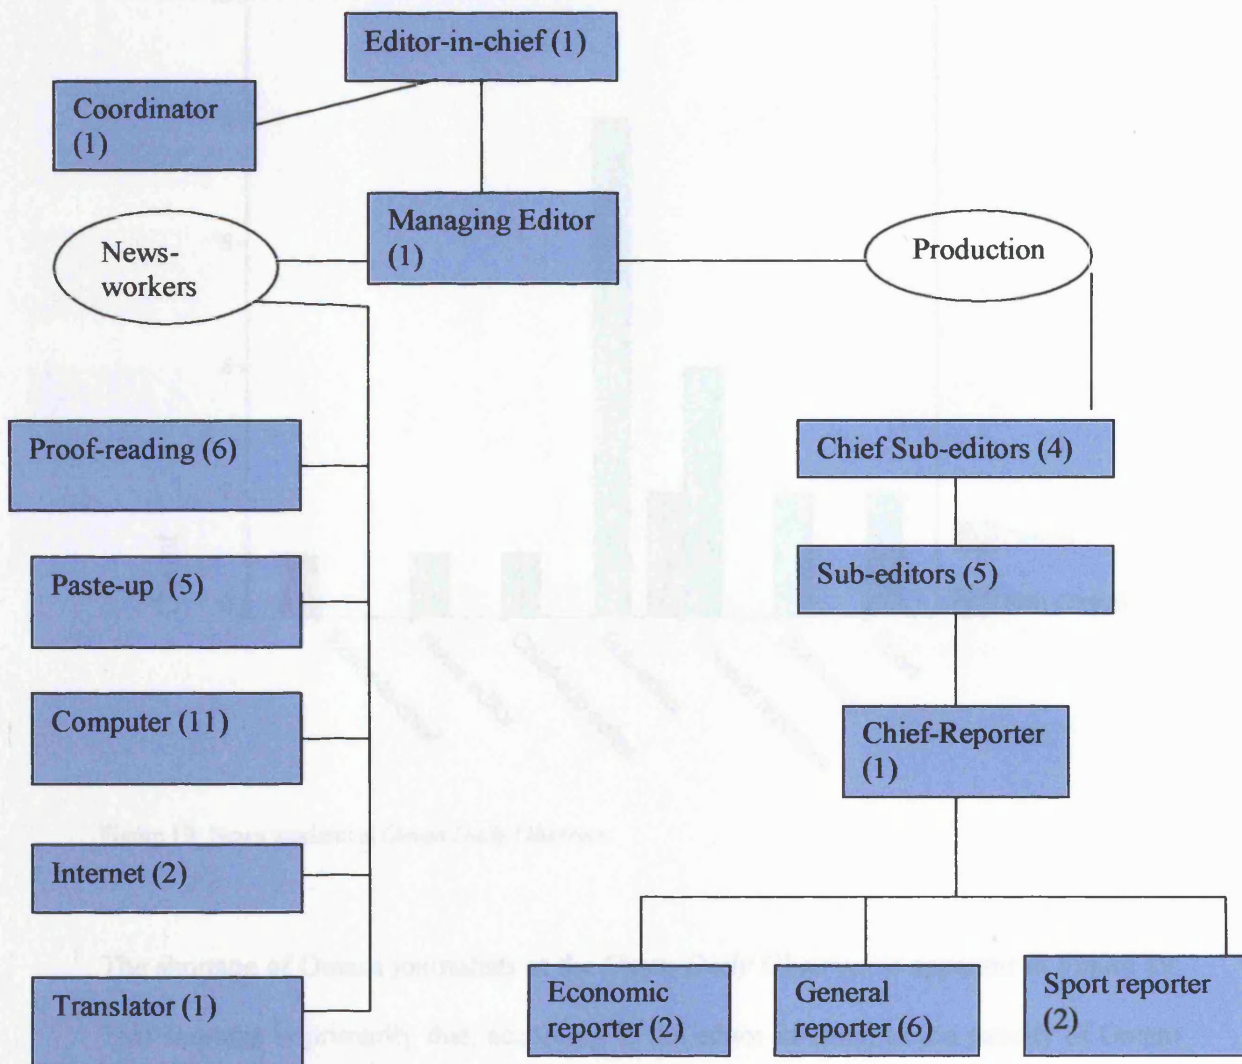 Editor-in-chief (1)
Coordinator
(1)
Managing Editor
(1)
News-
workers
Production
Proof-reading (6)
Chief Sub-editors (4)
Paste-up (5)
Sub-editors (5)
Computer (11)
Chief-Reporter
(1)
Internet (2)
Translator (1)
Economic
reporter (2)
General
reporter (6)
Sport reporter
(2)